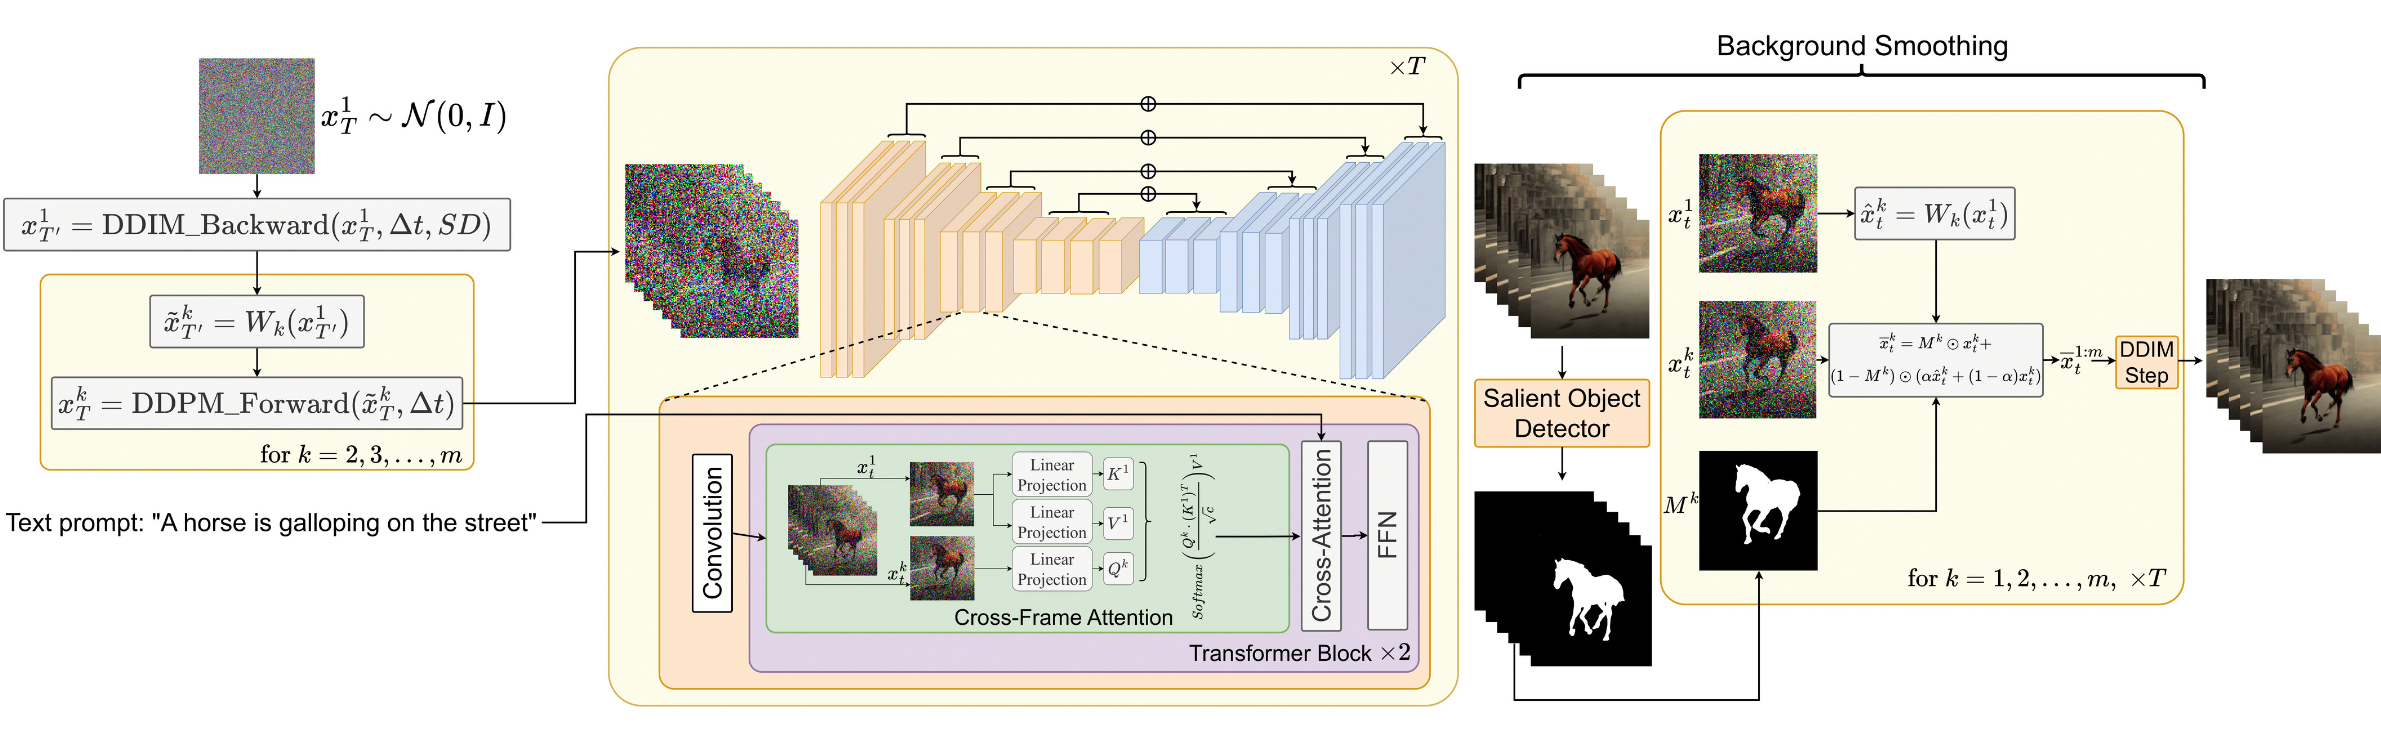 $x_T^1 \sim \mathcal{N}(0, I)$
$x_{T'}^1 = \text{DDIM\_Backward}(x_T^1, \Delta t, SD)$
$\tilde{x}_{T'}^k = W_k(x_{T'}^1)$
$x_T^k = \text{DDPM\_Forward}(\tilde{x}_{T'}^k, \Delta t)$
for $k = 2, 3, \ldots, m$
Text prompt: "A horse is galloping on the street"
$\times T$
Convolution
$x_t^1$
$x_t^k$
Linear
Projection
$K^1$
Linear
Projection
$V^1$
Linear
Projection
$Q^k$
$Softmax\left(\frac{Q^k \cdot (K^1)^T}{\sqrt{c}}\right)V^1$
Cross-Frame Attention
Cross-Attention
FFN
Transformer Block $\times 2$
Background Smoothing
Salient Object
Detector
$x_t^1$
$\hat{x}_t^k = W_k(x_t^1)$
$x_t^k$
$\overline{x}_t^k = M^k \odot x_t^k +$
$(1 - M^k) \odot (\alpha \hat{x}_t^k + (1 - \alpha) x_t^k)$
$\overline{x}_t^{1:m}$
DDIM
Step
$M^k$
for $k = 1, 2, \ldots, m, \ \times T$